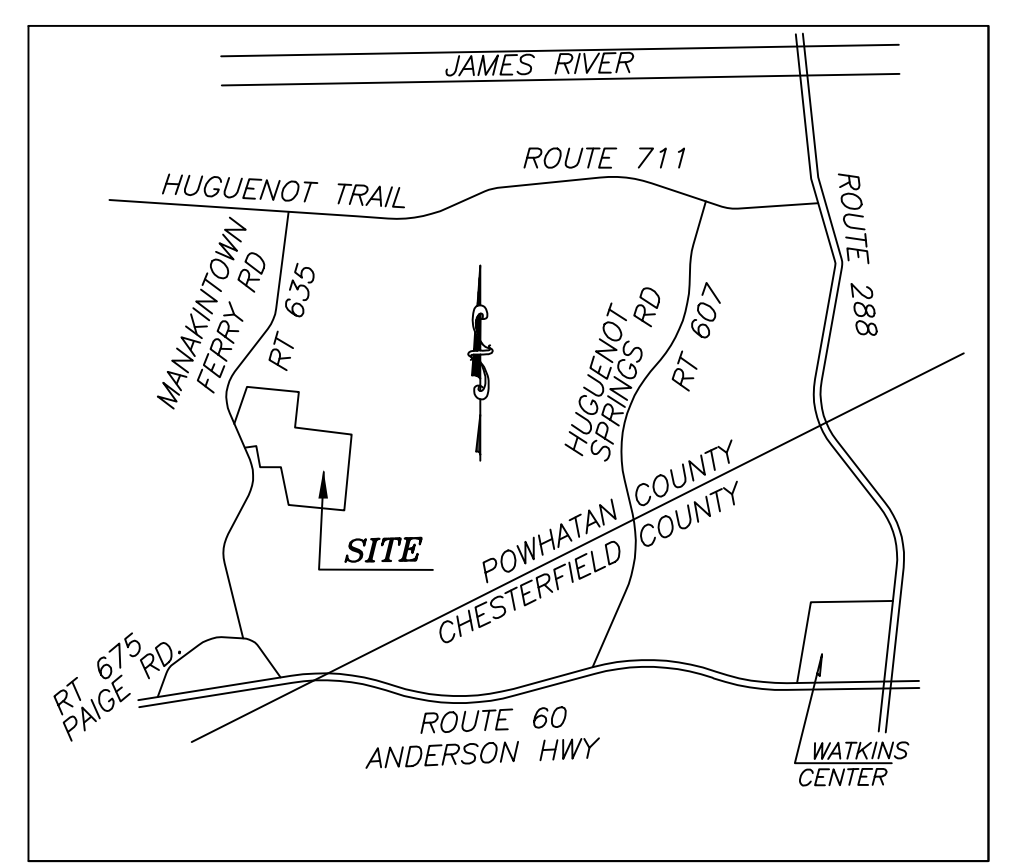 JAMES RIVER
ROUTE 711
HUGUENOT TRAIL
ROUTE 288
MANAKINTOWN
FERRY RD
RT 635
HUGUENOT
SPRINGS RD
RT 607
POWHATAN COUNTY
CHESTERFIELD COUNTY
SITE
RT 675
PAIGE RD.
ROUTE 60
ANDERSON HWY
WATKINS
CENTER